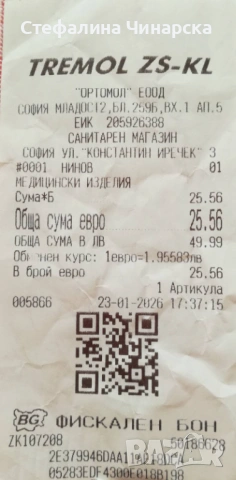 Стефалина Чинарска
TREMOL ZS-KL
"ОРТОМОЛ" ЕООД
СОФИЯ МЛАДОСТ2,БЛ.259Б,ВХ.1 АП.5
ЕИК 205926388
САНИТАРЕН МАГАЗИН
СОФИЯ УЛ."КОНСТАНТИН ИРЕЧЕК" 3
#0001 НИНОВ 01
МЕДИЦИНСКИ ИЗДЕЛИЯ
Сума*Б 25.56
Обща сума евро 25.56
ОБЩА СУМА В ЛВ 49.99
Обменен курс: 1евро=1.95583лв
В брой евро 25.56
1 Артикула
005866 23-01-2026 17:37:15
BG ФИСКАЛЕН БОН
ZK107208 50186628
05283EDF4300E018B198